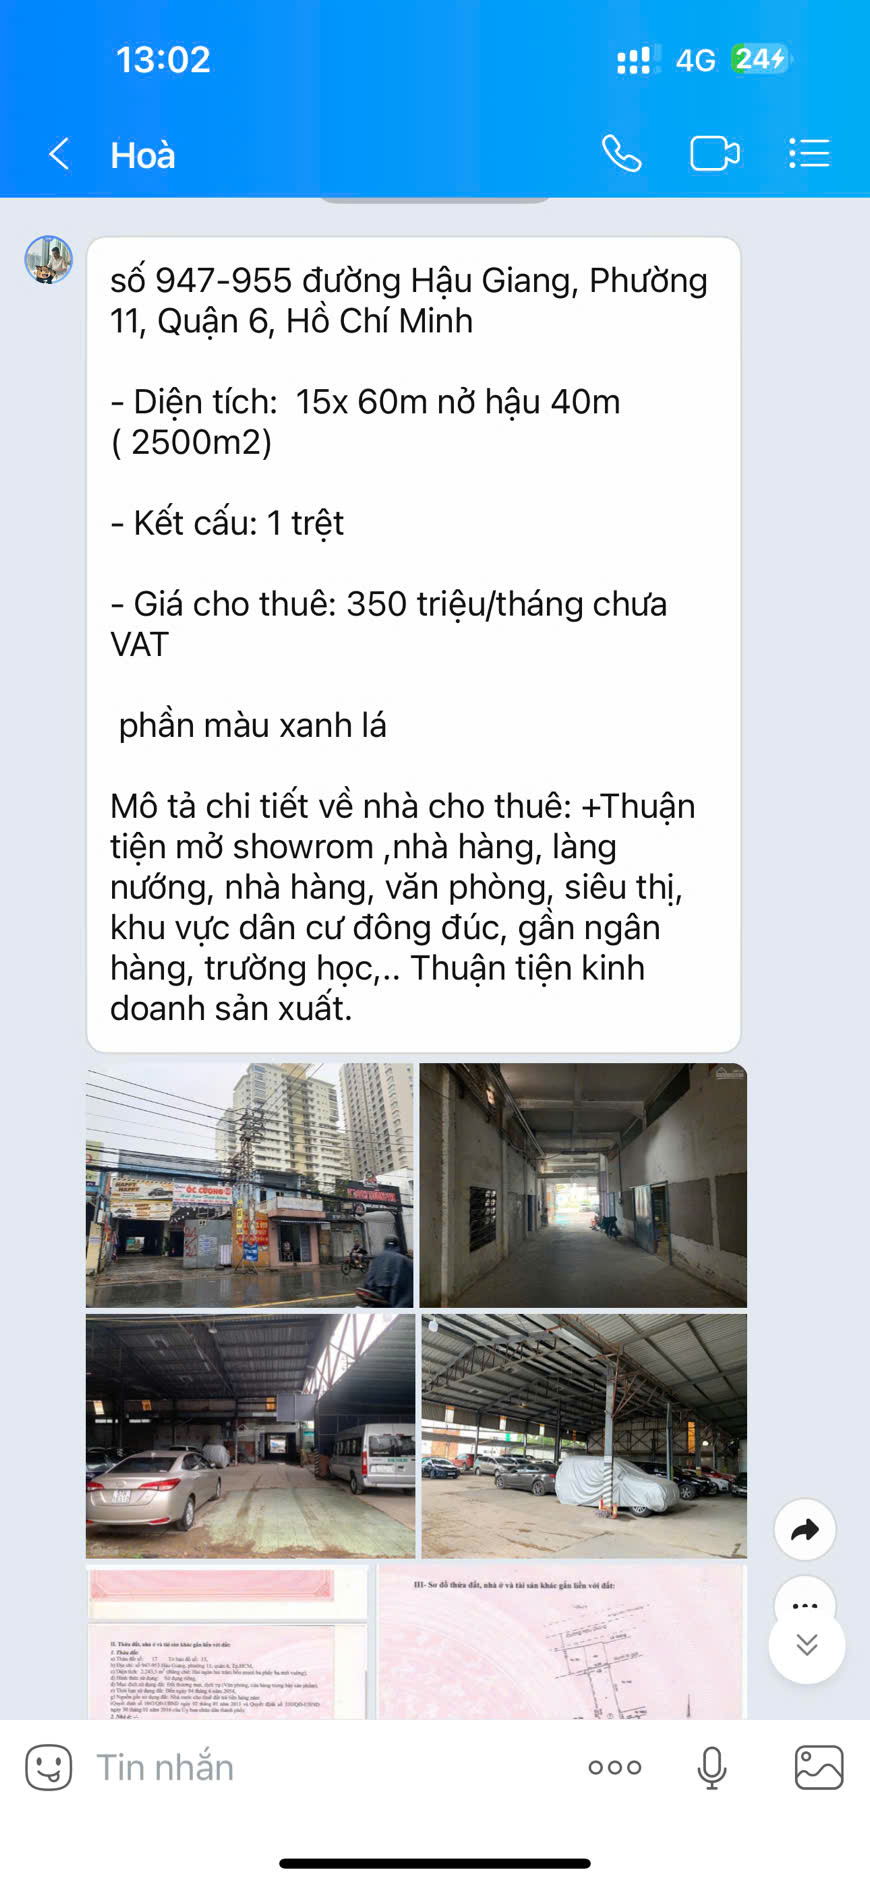 13:02
4G 24
Hoà
số 947-955 đường Hậu Giang, Phường
11, Quận 6, Hồ Chí Minh
- Diện tích:  15x 60m nở hậu 40m
( 2500m2)
- Kết cấu: 1 trệt
- Giá cho thuê: 350 triệu/tháng chưa
VAT
phần màu xanh lá
Mô tả chi tiết về nhà cho thuê: +Thuận
tiện mở showrom ,nhà hàng, làng
nướng, nhà hàng, văn phòng, siêu thị,
khu vực dân cư đông đúc, gần ngân
hàng, trường học,.. Thuận tiện kinh
doanh sản xuất.
HAPPY
HAPPY
ỐC CƯỜNG
III- Sơ đồ thửa đất, nhà ở và tài sản khác gắn liền với đất:
II. Thửa đất, nhà ở và tài sản khác gắn liền với đất
1. Thửa đất:
Tin nhắn